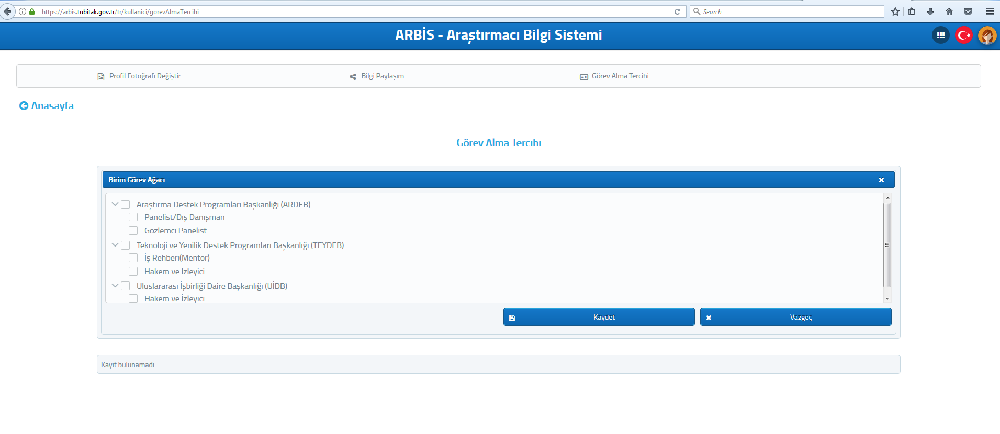 https://arbis.tubitak.gov.tr/tr/kullanici/gorevAlmaTercihi
Search
ARBİS - Araştırmacı Bilgi Sistemi
Profil Fotoğrafı Değiştir
Bilgi Paylaşım
Görev Alma Tercihi
Anasayfa
Görev Alma Tercihi
Birim Görev Ağacı
Araştırma Destek Programları Başkanlığı (ARDEB)
Panelist/Dış Danışman
Gözlemci Panelist
Teknoloji ve Yenilik Destek Programları Başkanlığı (TEYDEB)
İş Rehberi(Mentor)
Hakem ve İzleyici
Uluslararası İşbirliği Daire Başkanlığı (UİDB)
Hakem ve İzleyici
Kaydet
Vazgeç
Kayıt bulunamadı.